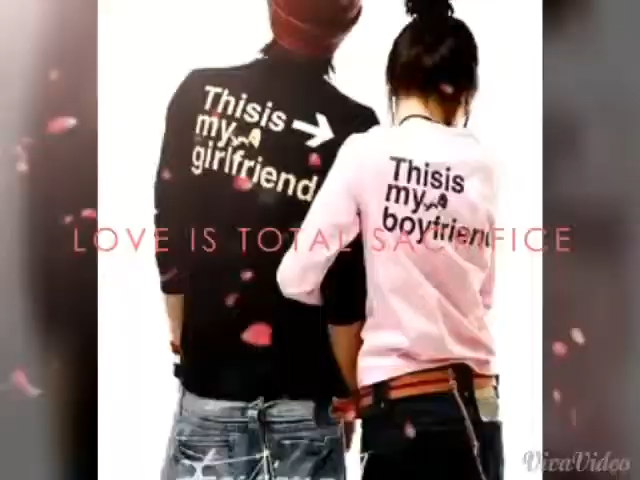 Thisis
my
girlfriend
Thisis
my
boyfriend
LOVE IS TOTAL SACRIFICE
VivaVideo